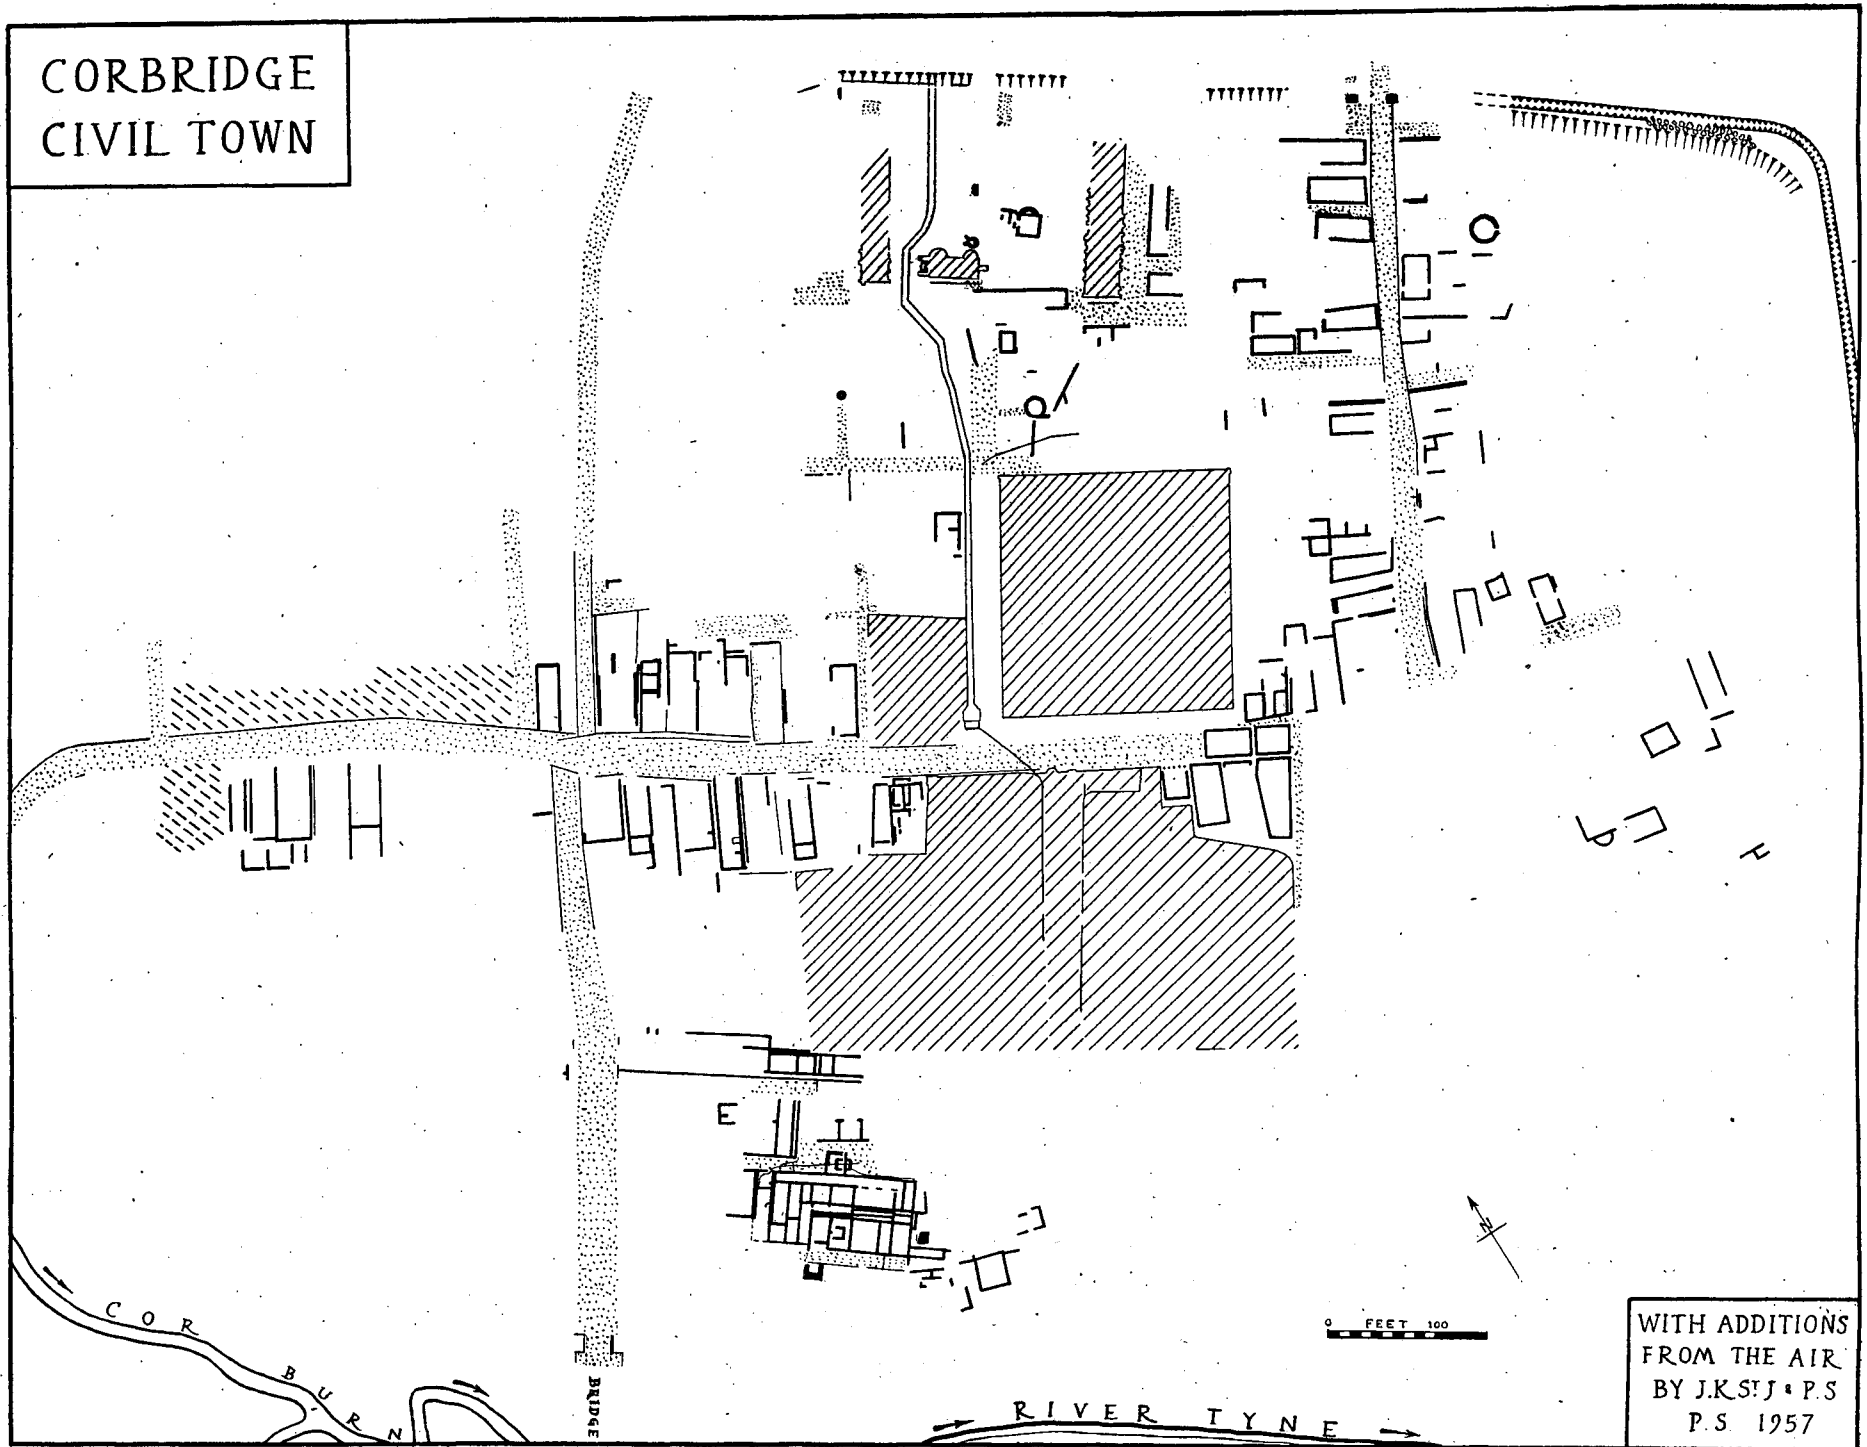 CORBRIDGE
CIVIL TOWN
N
0 FEET 100
COR BURN
BRIDGE
RIVER TYNE
WITH ADDITIONS
FROM THE AIR
BY J.K.ST J & P.S
P.S. 1957